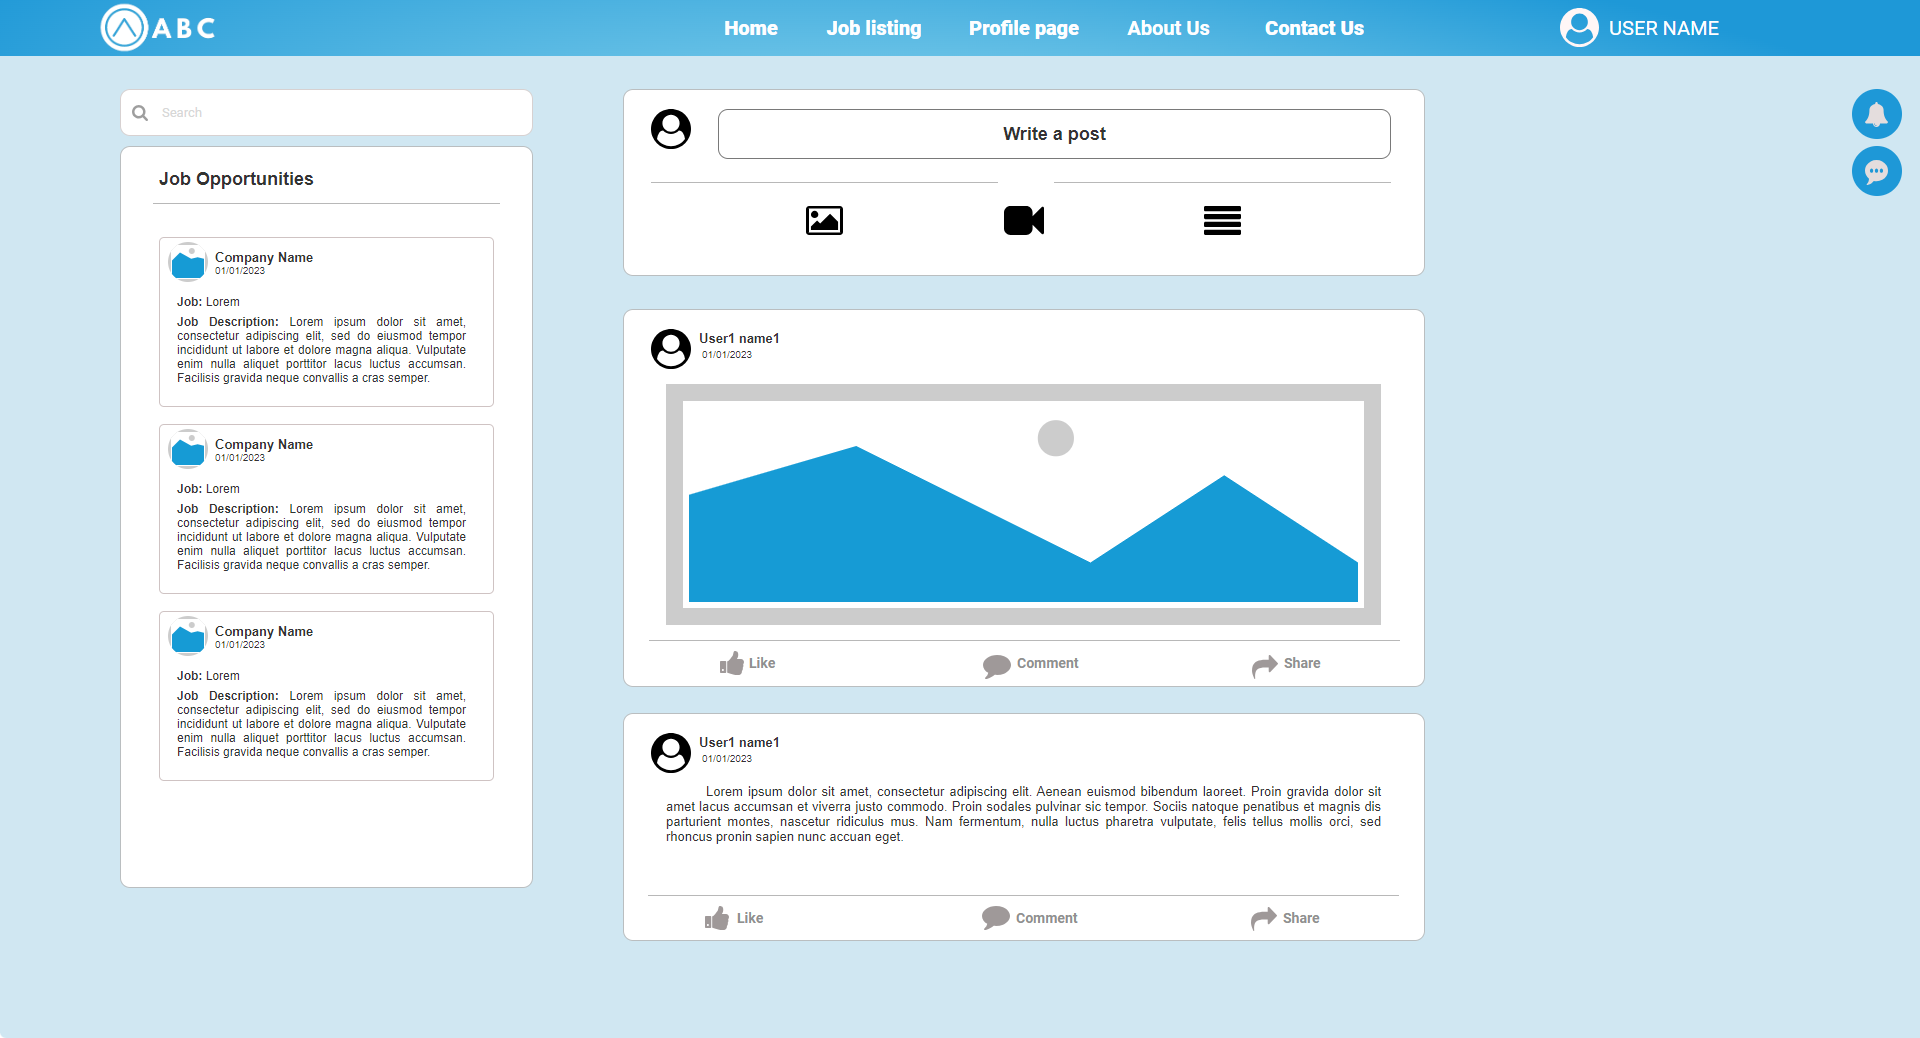 ABC
Home
Job listing
Profile page
About Us
Contact Us
USER NAME
Search
Job Opportunities
Company Name
01/01/2023
Job: Lorem
Job Description: Lorem ipsum dolor sit amet,
consectetur adipiscing elit, sed do eiusmod tempor
incididunt ut labore et dolore magna aliqua. Vulputate
enim nulla aliquet porttitor lacus luctus accumsan.
Facilisis gravida neque convallis a cras semper.
Company Name
01/01/2023
Job: Lorem
Job Description: Lorem ipsum dolor sit amet,
consectetur adipiscing elit, sed do eiusmod tempor
incididunt ut labore et dolore magna aliqua. Vulputate
enim nulla aliquet porttitor lacus luctus accumsan.
Facilisis gravida neque convallis a cras semper.
Company Name
01/01/2023
Job: Lorem
Job Description: Lorem ipsum dolor sit amet,
consectetur adipiscing elit, sed do eiusmod tempor
incididunt ut labore et dolore magna aliqua. Vulputate
enim nulla aliquet porttitor lacus luctus accumsan.
Facilisis gravida neque convallis a cras semper.
Write a post
User1 name1
01/01/2023
Like
Comment
Share
User1 name1
01/01/2023
Lorem ipsum dolor sit amet, consectetur adipiscing elit. Aenean euismod bibendum laoreet. Proin gravida dolor sit
amet lacus accumsan et viverra justo commodo. Proin sodales pulvinar sic tempor. Sociis natoque penatibus et magnis dis
parturient montes, nascetur ridiculus mus. Nam fermentum, nulla luctus pharetra vulputate, felis tellus mollis orci, sed
rhoncus pronin sapien nunc accuan eget.
Like
Comment
Share